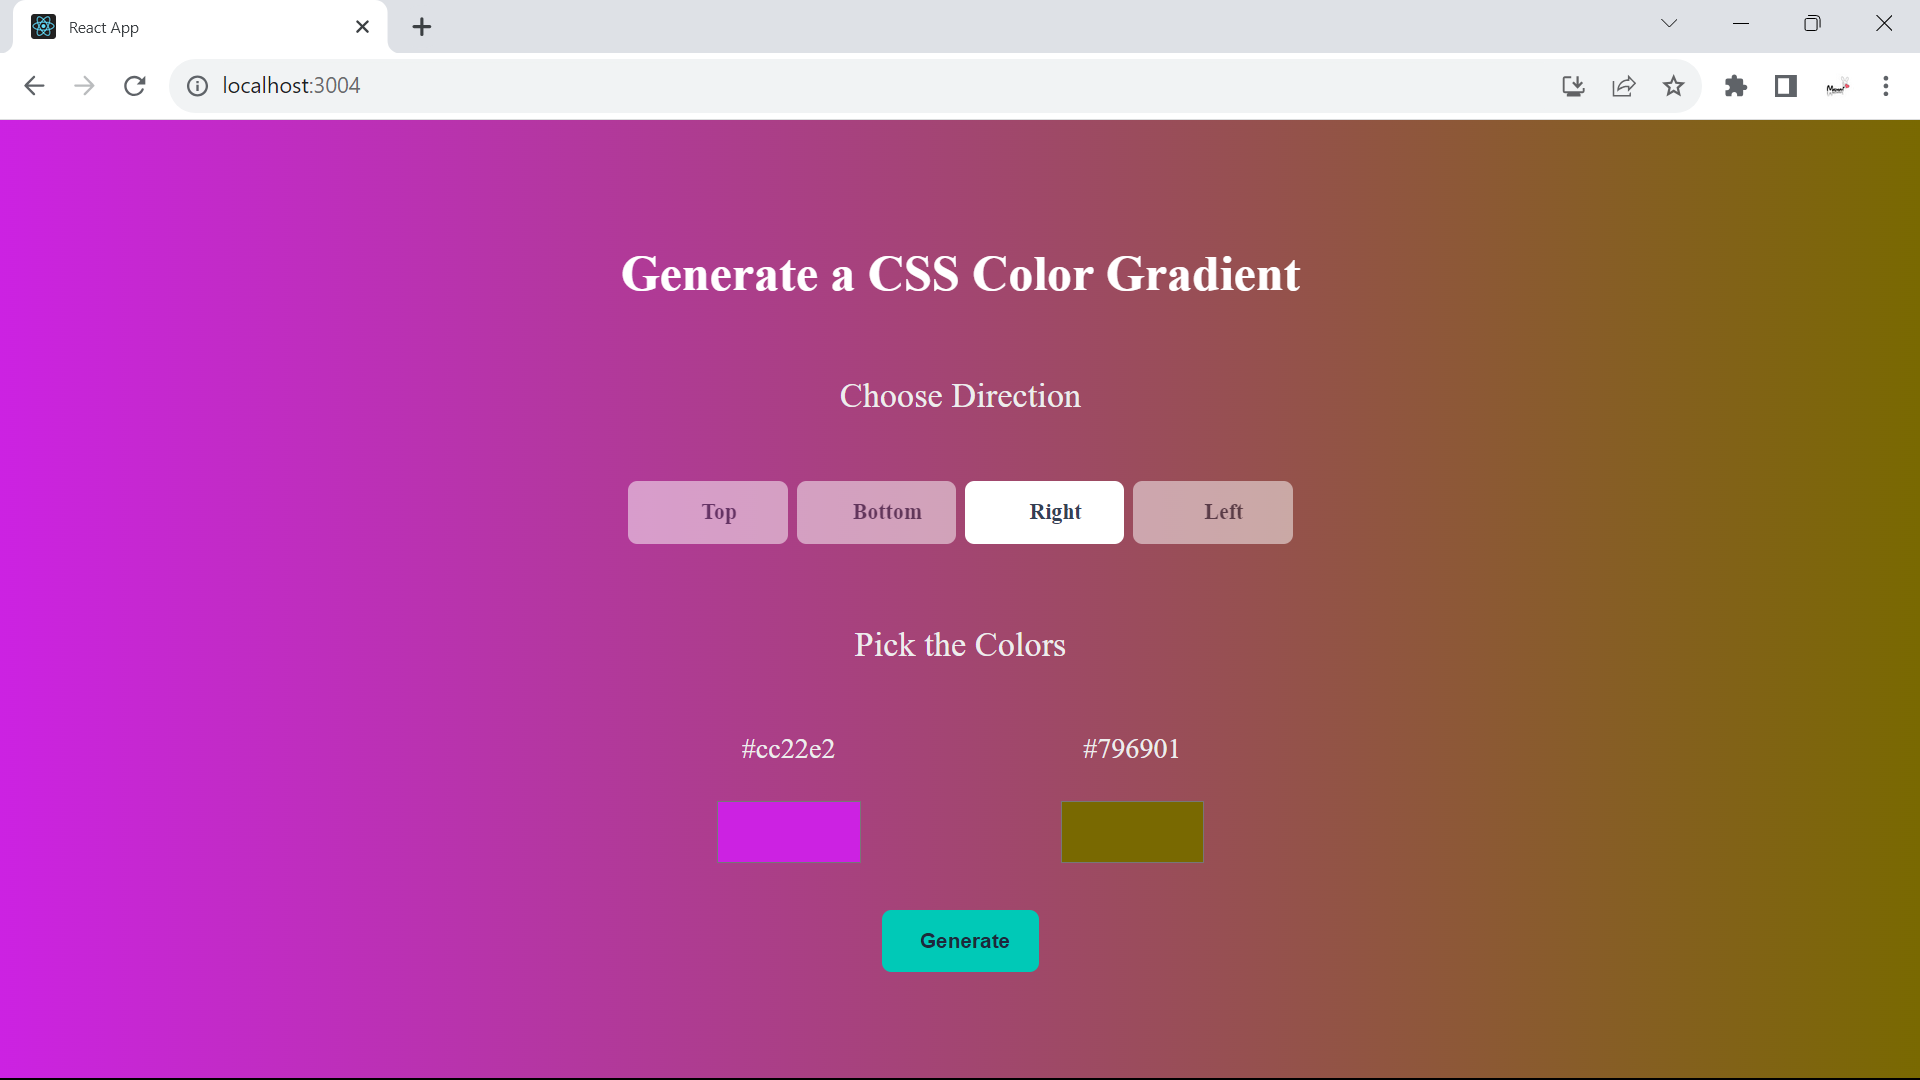 React App
localhost:3004
Generate a CSS Color Gradient
Choose Direction
Top Bottom Right Left
Pick the Colors
#cc22e2 #796901
Generate